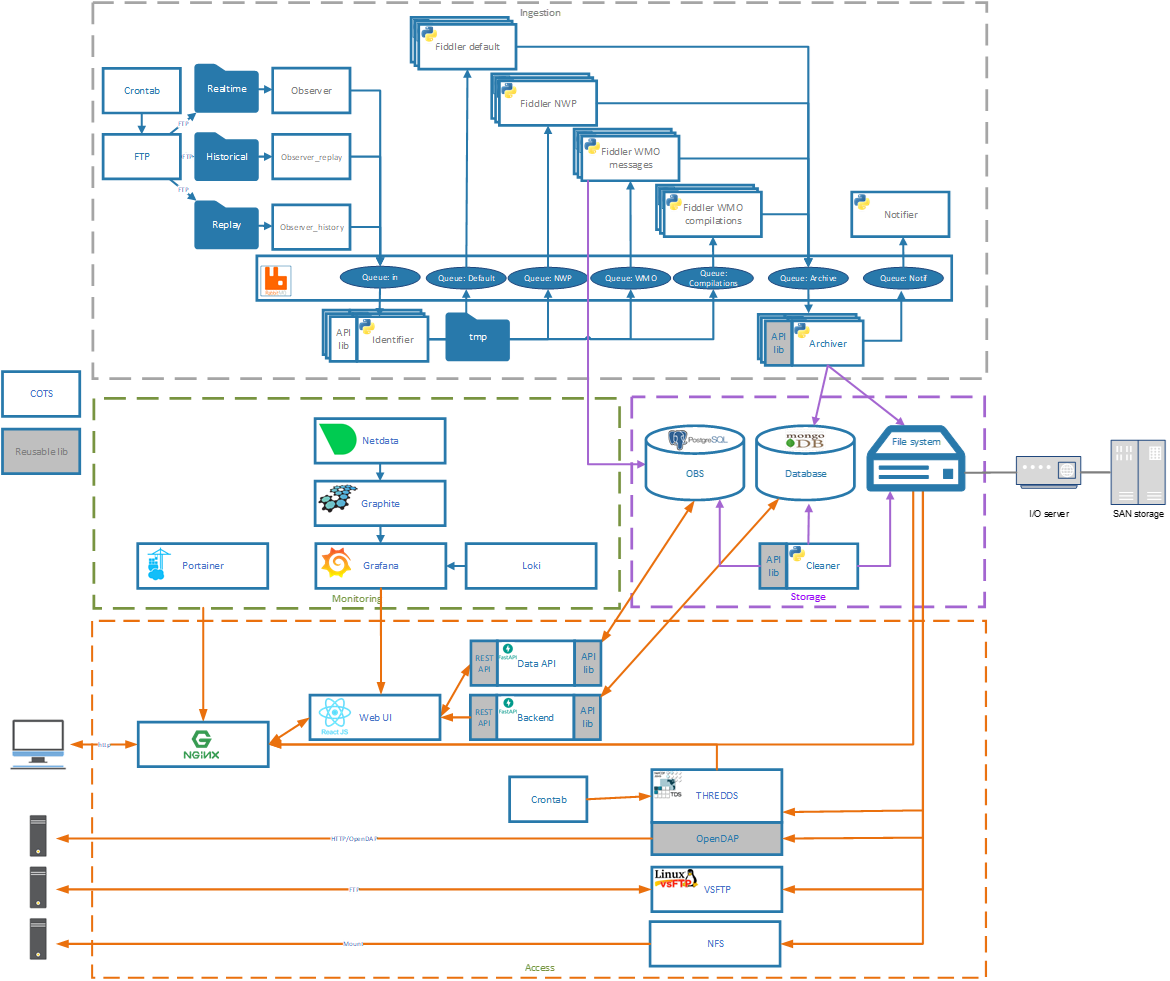 Ingestion
Fiddler default
Crontab
Realtime
Observer
Fiddler NWP
FTP
FTP
FTP
Historical
Observer_replay
Fiddler WMO
messages
FTP
Replay
Observer_history
Fiddler WMO
compilations
Notifier
Queue: in
Queue: Default
Queue: NWP
Queue: WMO
Queue:
Compilations
Queue: Archive
Queue: Notif
API
lib
Identifier
tmp
API
lib
Archiver
COTS
Reusable lib
Netdata
PostgreSQL
OBS
mongo
DB
Database
File system
Graphite
I/O server
SAN storage
Portainer
Grafana
Loki
API
lib
Cleaner
Monitoring
Storage
REST
API
FastAPI
Data API
API
lib
REST
API
FastAPI
Backend
API
lib
Web UI
React JS
http
NGINX
Crontab
TDS
THREDDS
HTTP/OpenDAP
OpenDAP
FTP
Linux
vsFTP
VSFTP
Mount
NFS
Access